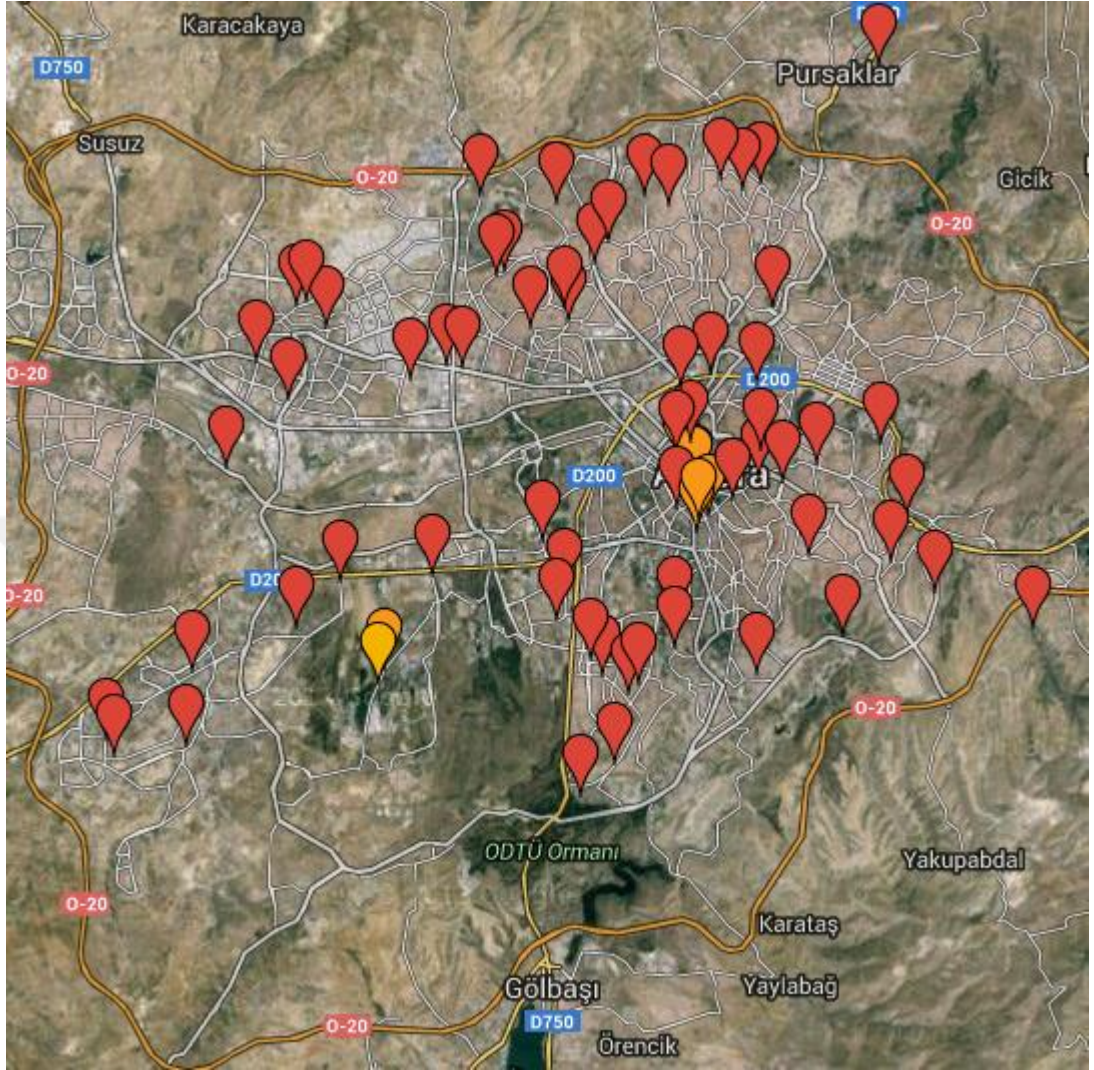 Karacakaya
D750
Pursaklar
Susuz
O-20
Gicik
O-20
O-20
D200
D200
O-20
O-20
ODTÜ Ormanı
Yakupabdal
O-20
Karataş
Gölbaşı
Yaylabağ
D750
O-20
Örencik